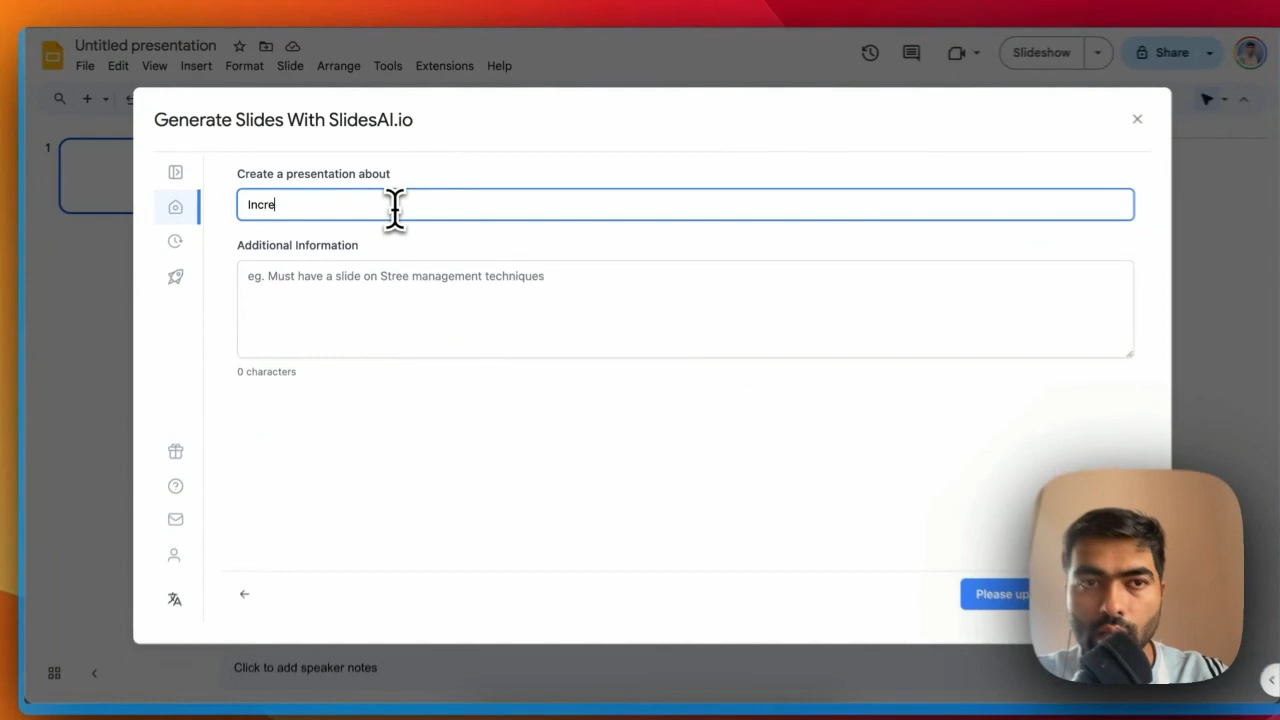 Untitled presentation
File Edit View Insert Format Slide Arrange Tools Extensions Help
Slideshow
Share
1
Generate Slides With SlidesAI.io
Create a presentation about
Incre
Additional Information
eg. Must have a slide on Stree management techniques
0 characters
Please up
Click to add speaker notes